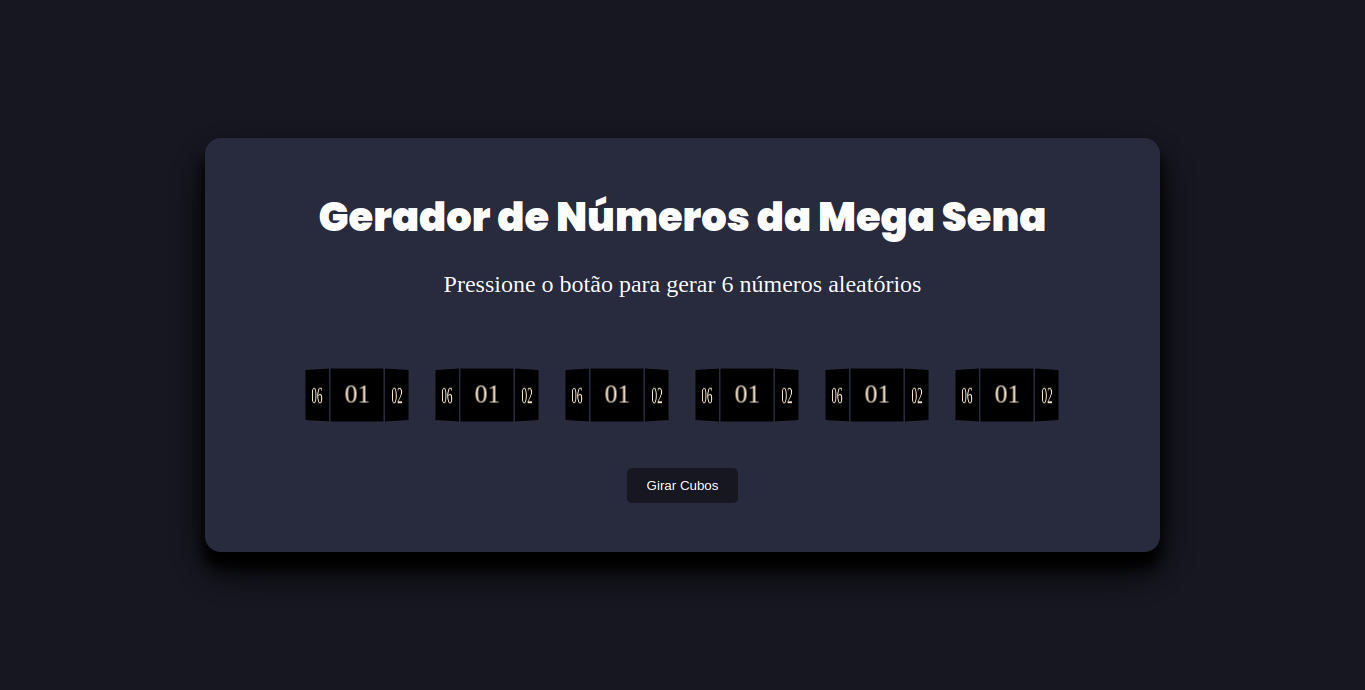 Gerador de Números da Mega Sena
Pressione o botão para gerar 6 números aleatórios
06 01 02 06 01 02 06 01 02 06 01 02 06 01 02 06 01 02
Girar Cubos